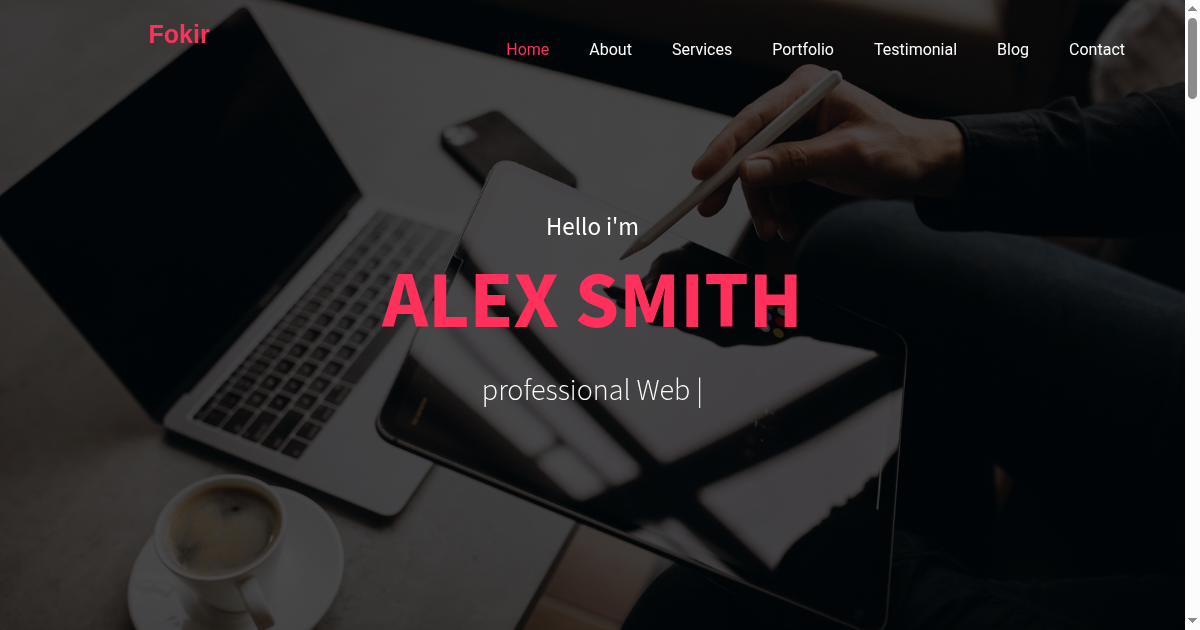 Fokir
Home About Services Portfolio Testimonial Blog Contact
Hello i'm
ALEX SMITH
professional Web |